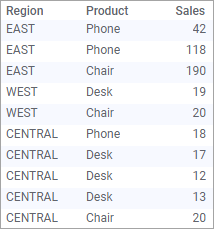 Region Product Sales
EAST Phone 42
EAST Phone 118
EAST Chair 190
WEST Desk 19
WEST Chair 20
CENTRAL Phone 18
CENTRAL Desk 17
CENTRAL Desk 12
CENTRAL Desk 13
CENTRAL Chair 20